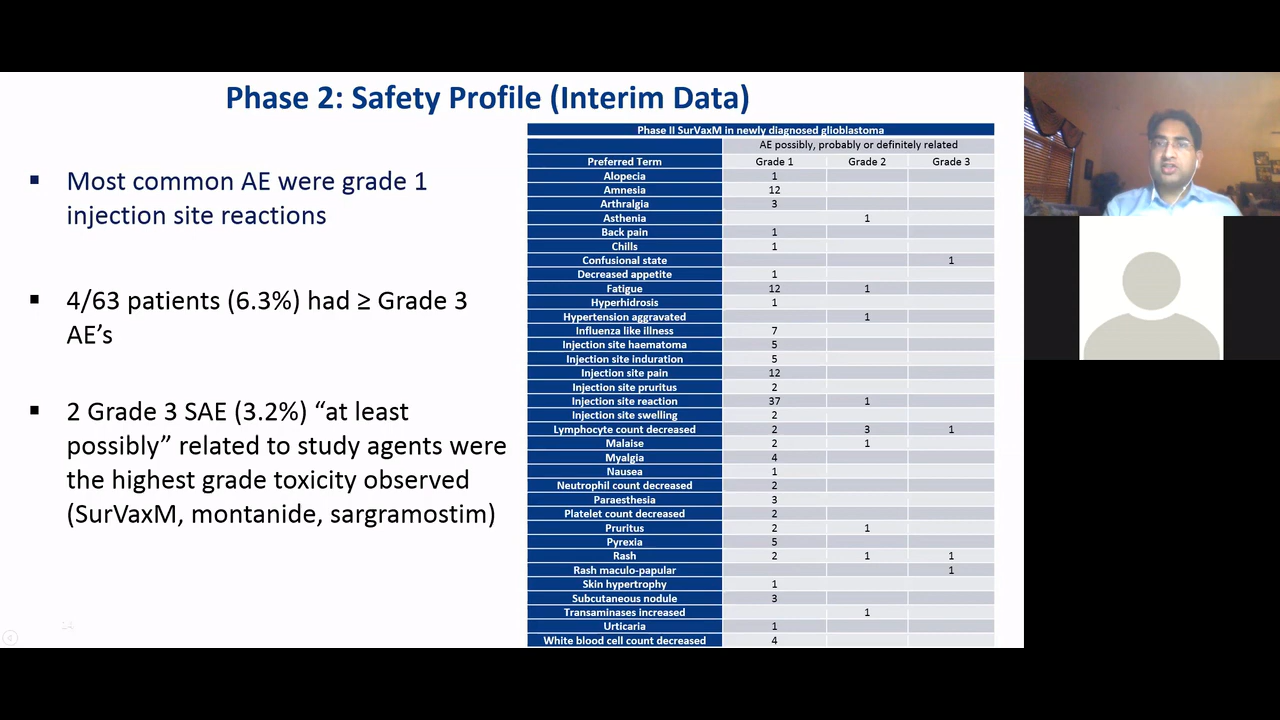 Phase 2: Safety Profile (Interim Data)
▪ Most common AE were grade 1
injection site reactions
▪ 4/63 patients (6.3%) had ≥ Grade 3
AE’s
▪ 2 Grade 3 SAE (3.2%) “at least
possibly” related to study agents were
the highest grade toxicity observed
(SurVaxM, montanide, sargramostim)
14
Phase II SurVaxM in newly diagnosed glioblastoma
AE possibly, probably or definitely related
Preferred Term Grade 1 Grade 2 Grade 3
Alopecia 1
Amnesia 12
Arthralgia 3
Asthenia 1
Back pain 1
Chills 1
Confusional state 1
Decreased appetite 1
Fatigue 12 1
Hyperhidrosis 1
Hypertension aggravated 1
Influenza like illness 7
Injection site haematoma 5
Injection site induration 5
Injection site pain 12
Injection site pruritus 2
Injection site reaction 37 1
Injection site swelling 2
Lymphocyte count decreased 2 3 1
Malaise 2 1
Myalgia 4
Nausea 1
Neutrophil count decreased 2
Paraesthesia 3
Platelet count decreased 2
Pruritus 2 1
Pyrexia 5
Rash 2 1 1
Rash maculo-papular 1
Skin hypertrophy 1
Subcutaneous nodule 3
Transaminases increased 1
Urticaria 1
White blood cell count decreased 4